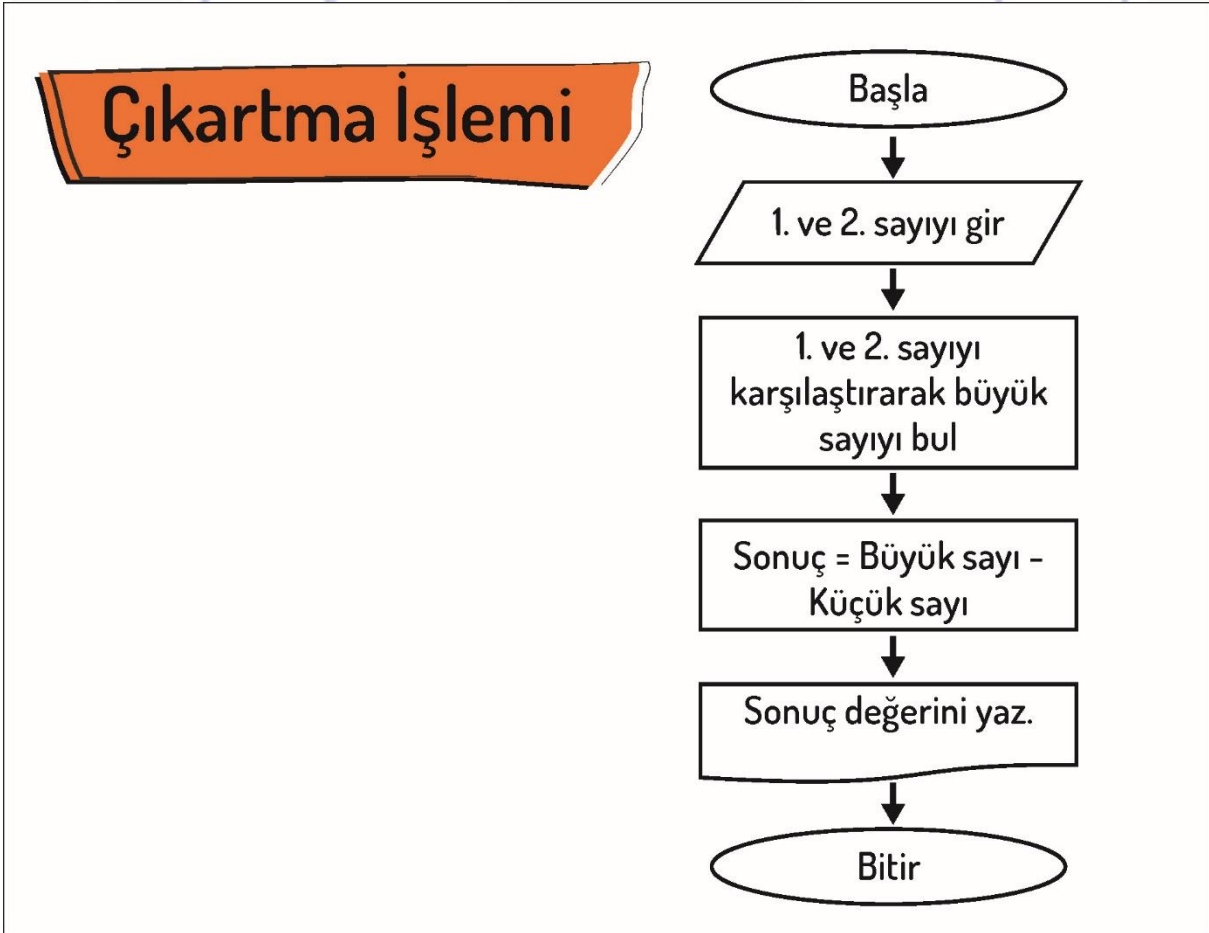 Çıkartma İşlemi
Başla
1. ve 2. sayıyı gir
1. ve 2. sayıyı
karşılaştırarak büyük
sayıyı bul
Sonuç = Büyük sayı -
Küçük sayı
Sonuç değerini yaz.
Bitir